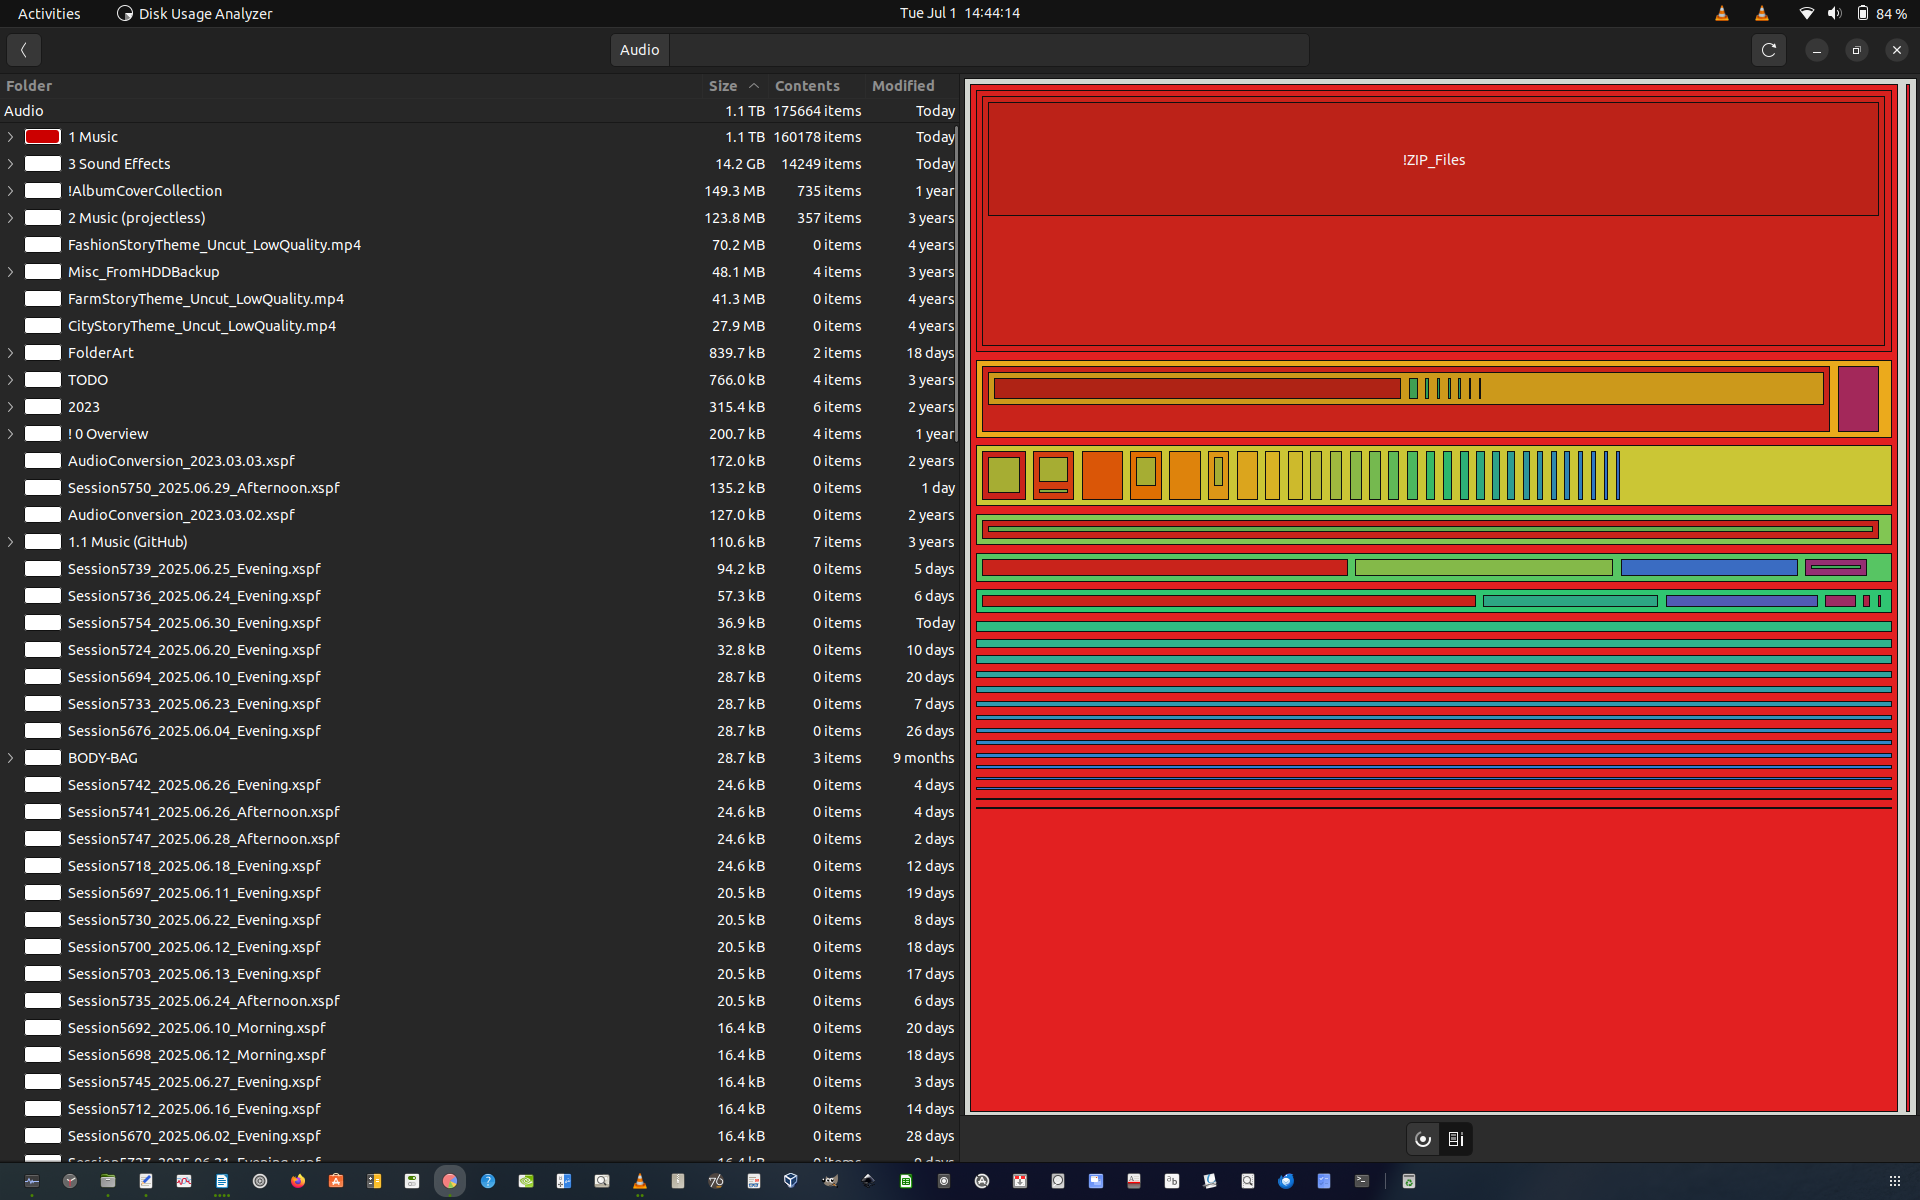 Activities Disk Usage Analyzer Tue Jul 1 14:44:14 84 %
Audio
Folder Size Contents Modified
Audio 1.1 TB 175664 items Today
1 Music 1.1 TB 160178 items Today
3 Sound Effects 14.2 GB 14249 items Today
!AlbumCoverCollection 149.3 MB 735 items 1 year
2 Music (projectless) 123.8 MB 357 items 3 years
FashionStoryTheme_Uncut_LowQuality.mp4 70.2 MB 0 items 4 years
Misc_FromHDDBackup 48.1 MB 4 items 3 years
FarmStoryTheme_Uncut_LowQuality.mp4 41.3 MB 0 items 4 years
CityStoryTheme_Uncut_LowQuality.mp4 27.9 MB 0 items 4 years
FolderArt 839.7 kB 2 items 18 days
TODO 766.0 kB 4 items 3 years
2023 315.4 kB 6 items 2 years
! 0 Overview 200.7 kB 4 items 1 year
AudioConversion_2023.03.03.xspf 172.0 kB 0 items 2 years
Session5750_2025.06.29_Afternoon.xspf 135.2 kB 0 items 1 day
AudioConversion_2023.03.02.xspf 127.0 kB 0 items 2 years
1.1 Music (GitHub) 110.6 kB 7 items 3 years
Session5739_2025.06.25_Evening.xspf 94.2 kB 0 items 5 days
Session5736_2025.06.24_Evening.xspf 57.3 kB 0 items 6 days
Session5754_2025.06.30_Evening.xspf 36.9 kB 0 items Today
Session5724_2025.06.20_Evening.xspf 32.8 kB 0 items 10 days
Session5694_2025.06.10_Evening.xspf 28.7 kB 0 items 20 days
Session5733_2025.06.23_Evening.xspf 28.7 kB 0 items 7 days
Session5676_2025.06.04_Evening.xspf 28.7 kB 0 items 26 days
BODY-BAG 28.7 kB 3 items 9 months
Session5742_2025.06.26_Evening.xspf 24.6 kB 0 items 4 days
Session5741_2025.06.26_Afternoon.xspf 24.6 kB 0 items 4 days
Session5747_2025.06.28_Afternoon.xspf 24.6 kB 0 items 2 days
Session5718_2025.06.18_Evening.xspf 24.6 kB 0 items 12 days
Session5697_2025.06.11_Evening.xspf 20.5 kB 0 items 19 days
Session5730_2025.06.22_Evening.xspf 20.5 kB 0 items 8 days
Session5700_2025.06.12_Evening.xspf 20.5 kB 0 items 18 days
Session5703_2025.06.13_Evening.xspf 20.5 kB 0 items 17 days
Session5735_2025.06.24_Afternoon.xspf 20.5 kB 0 items 6 days
Session5692_2025.06.10_Morning.xspf 16.4 kB 0 items 20 days
Session5698_2025.06.12_Morning.xspf 16.4 kB 0 items 18 days
Session5745_2025.06.27_Evening.xspf 16.4 kB 0 items 3 days
Session5712_2025.06.16_Evening.xspf 16.4 kB 0 items 14 days
Session5670_2025.06.02_Evening.xspf 16.4 kB 0 items 28 days
!ZIP_Files